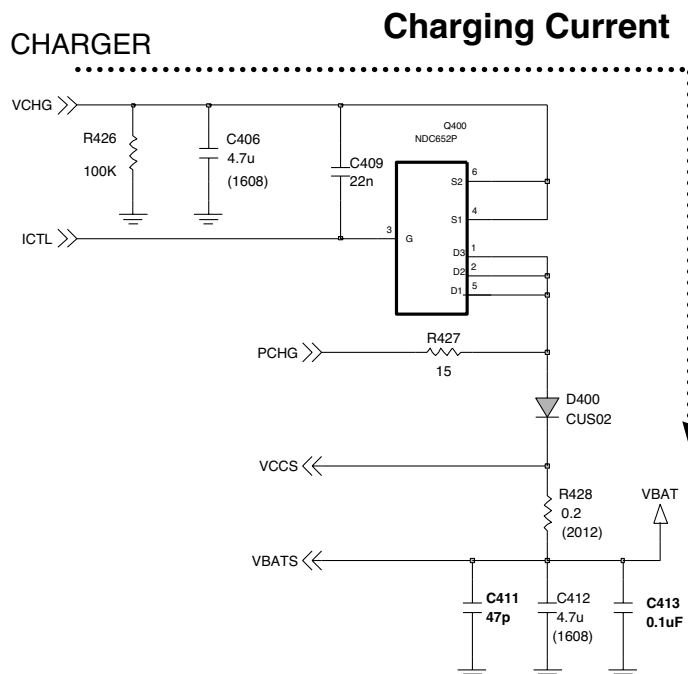 Charging Current
CHARGER
VCHG
Q400
NDC652P
R426
100K
C406
4.7u
(1608)
C409
22n
6
S2
4
S1
ICTL
3
G
1
D3
2
D2
5
D1
PCHG
R427
15
D400
CUS02
VCCS
R428
0.2
(2012)
VBAT
VBATS
C411
47p
C412
4.7u
(1608)
C413
0.1uF